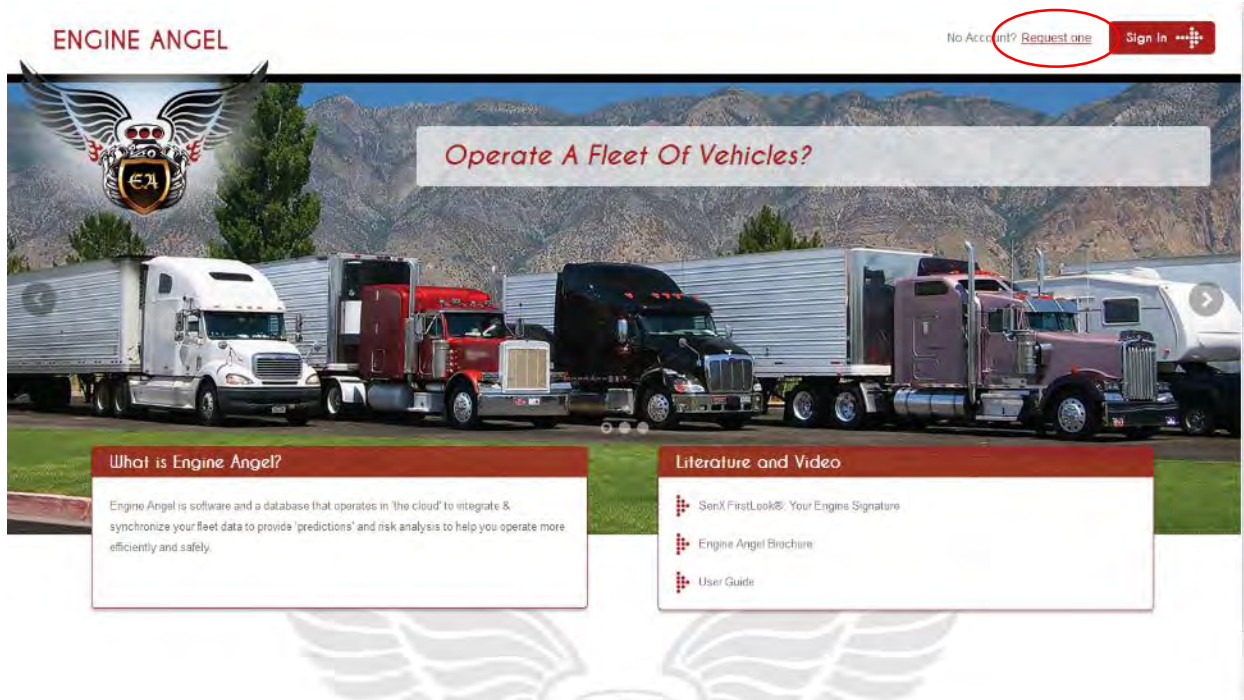 ENGINE ANGEL
No Account? Request one
Sign In
Operate A Fleet Of Vehicles?
EA
What is Engine Angel?
Engine Angel is software and a database that operates in 'the cloud' to integrate &
synchronize your fleet data to provide 'predictions' and risk analysis to help you operate more
efficiently and safely.
Literature and Video
SenX FirstLook®: Your Engine Signature
Engine Angel Brochure
User Guide